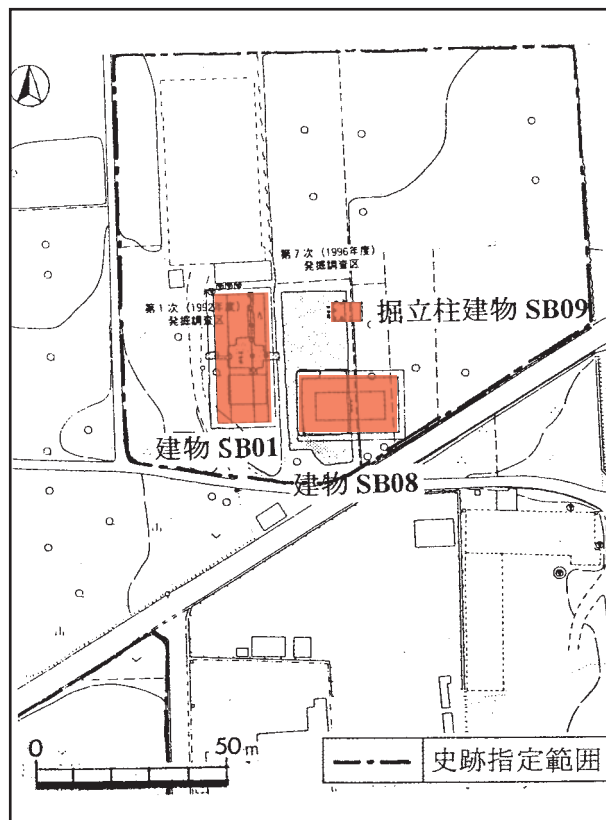 第7次（1996年度）
発掘調査区
第1次（1992年度）
発掘調査区
掘立柱建物 SB09
建物 SB01
建物 SB08
0 50m
史跡指定範囲